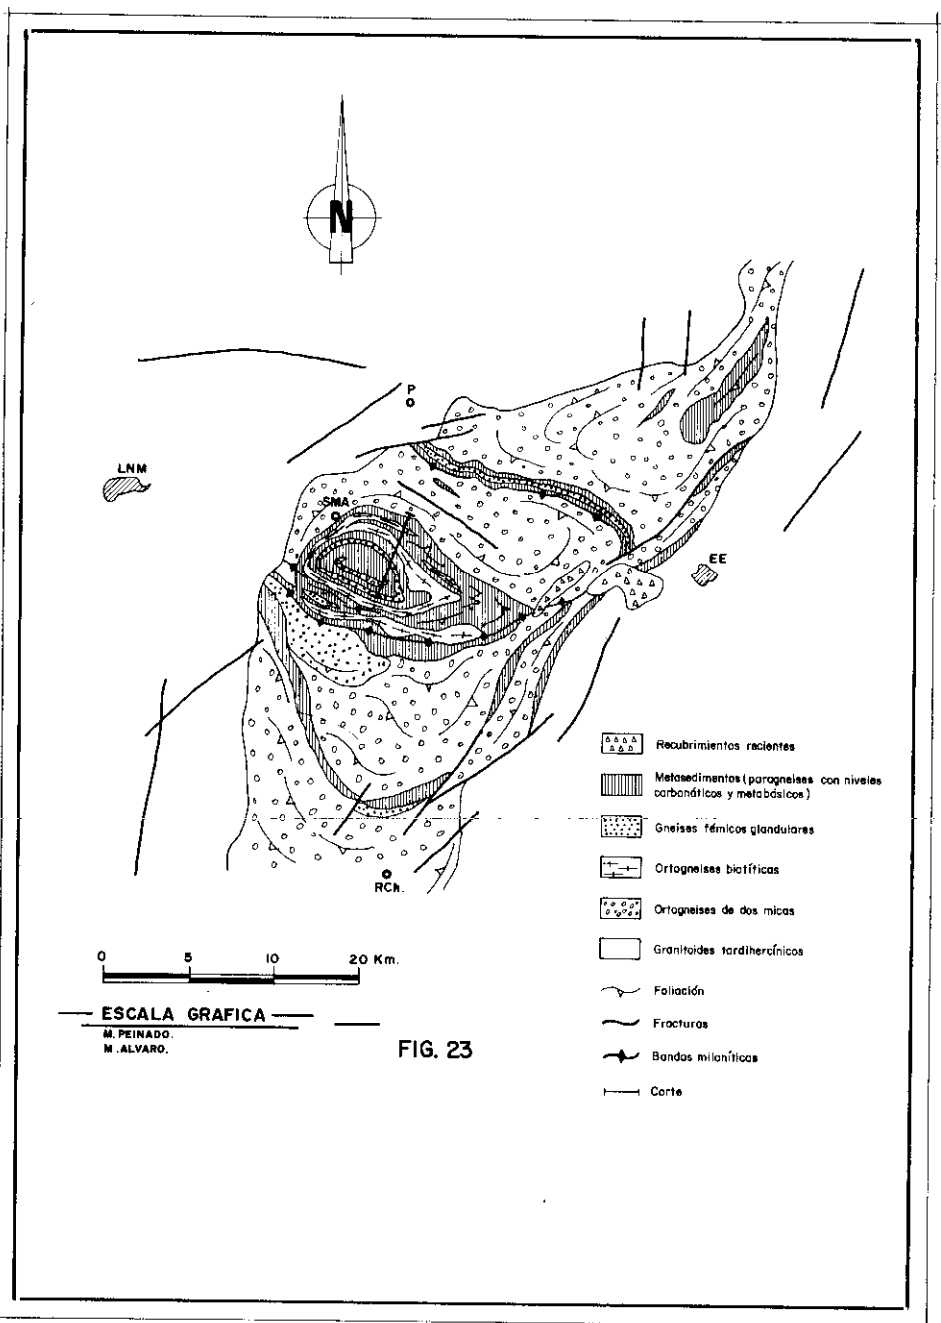 N
P
LNM
SMA
EE
Recubrimientos recientes
Metasedimentos (paragneises con niveles
carbonáticos y metabásicos)
Gneises fémicos glandulares
Ortogneises biotíticas
Ortogneises de dos micas
Granitoides tardihercínicos
RCh.
0 5 10 20 Km.
Foliación
ESCALA GRAFICA
Fracturas
M. PEINADO.
M. ALVARO.
FIG. 23
Bandas miloníticas
Corte